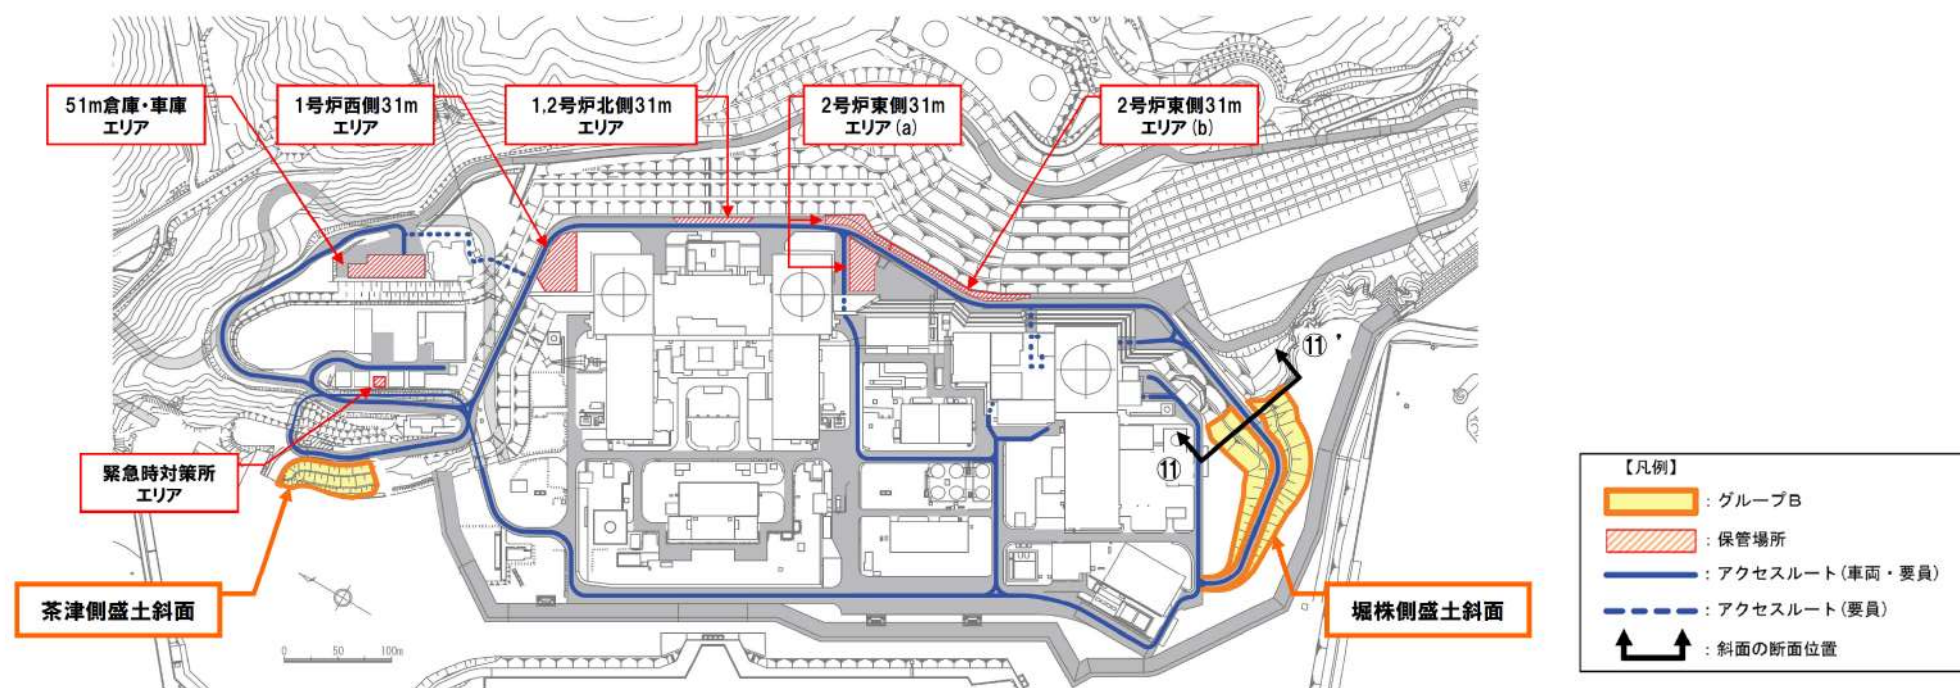 51m倉庫・車庫
エリア
1号炉西側31m
エリア
1,2号炉北側31m
エリア
2号炉東側31m
エリア(a)
2号炉東側31m
エリア(b)
⑪
⑪
緊急時対策所
エリア
茶津側盛土斜面
堀株側盛土斜面
0 50 100m
【凡例】
:グループB
:保管場所
:アクセスルート(車両・要員)
:アクセスルート(要員)
:斜面の断面位置